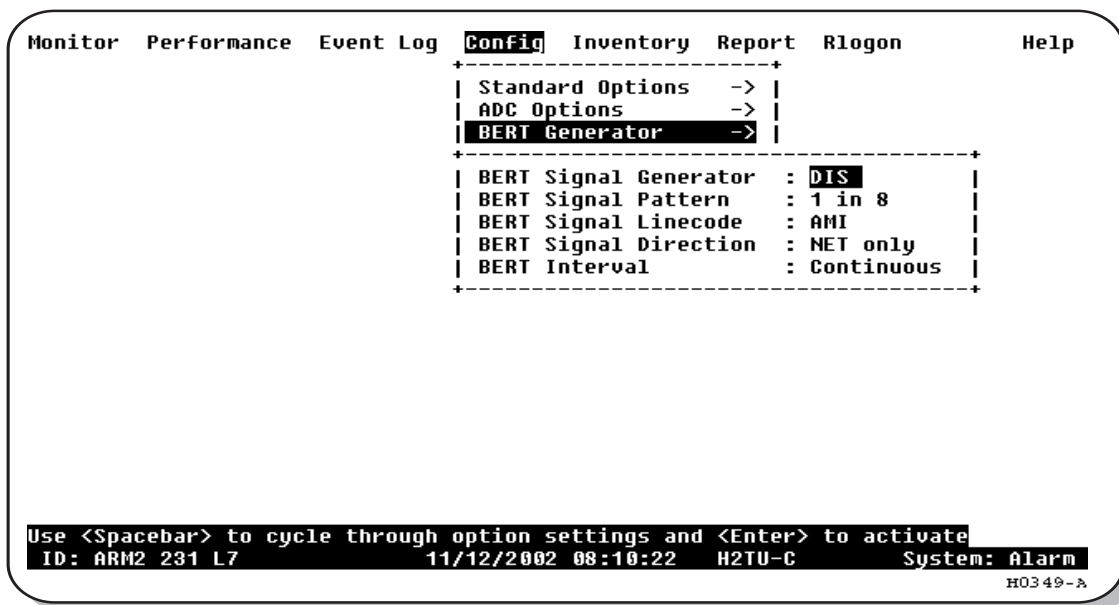 Monitor Performance Event Log Config Inventory Report Rlogon Help
Standard Options ->
ADC Options ->
BERT Generator ->
BERT Signal Generator : DIS
BERT Signal Pattern : 1 in 8
BERT Signal Linecode : AMI
BERT Signal Direction : NET only
BERT Interval : Continuous
Use <Spacebar> to cycle through option settings and <Enter> to activate
ID: ARM2 231 L7 11/12/2002 08:10:22 H2TU-C System: Alarm
H0349-A